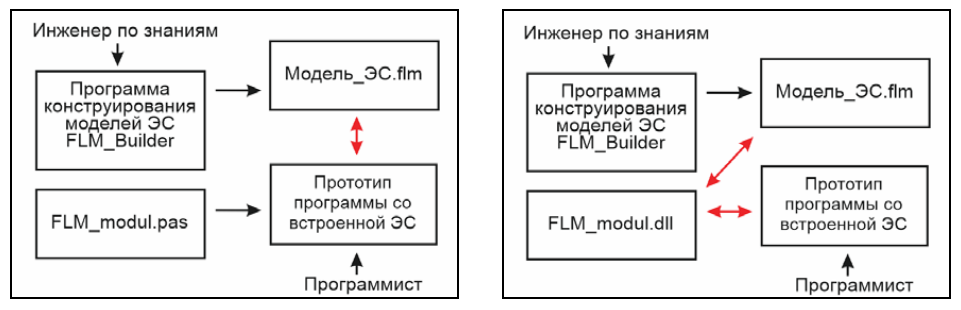 Инженер по знаниям
Программа
конструирования
моделей ЭС
FLM_Builder
Модель_ЭС.flm
FLM_modul.pas
Прототип
программы со
встроенной ЭС
Программист
Инженер по знаниям
Программа
конструирования
моделей ЭС
FLM_Builder
Модель_ЭС.flm
FLM_modul.dll
Прототип
программы со
встроенной ЭС
Программист